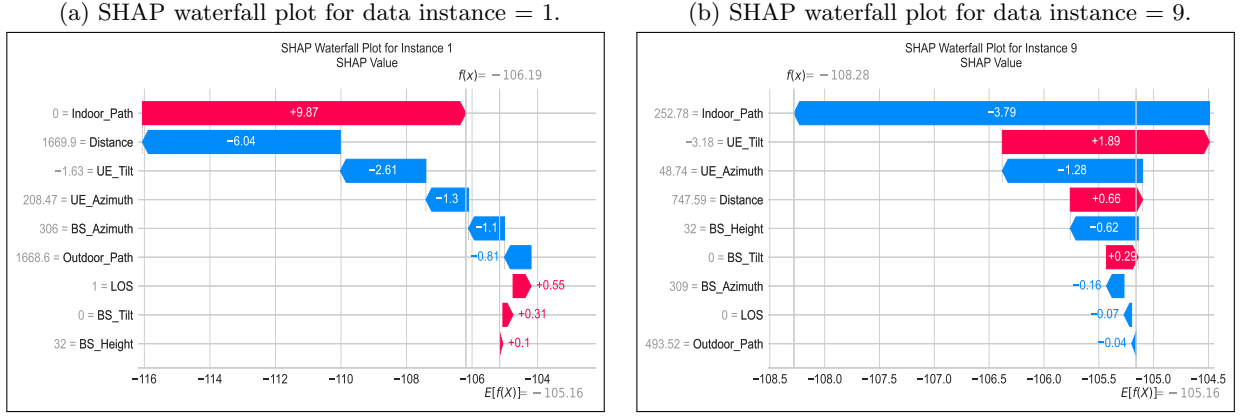 (a) SHAP waterfall plot for data instance = 1.
SHAP Waterfall Plot for Instance 1
SHAP Value
f(x) = −106.19
0 = Indoor_Path
+9.87
1669.9 = Distance
−6.04
−1.63 = UE_Tilt
−2.61
208.47 = UE_Azimuth
−1.3
306 = BS_Azimuth
−1.1
1668.6 = Outdoor_Path
−0.81
1 = LOS
+0.55
0 = BS_Tilt
+0.31
32 = BS_Height
+0.1
−116 −114 −112 −110 −108 −106 −104
E[f(X)] = −105.16
(b) SHAP waterfall plot for data instance = 9.
SHAP Waterfall Plot for Instance 9
SHAP Value
f(x) = −108.28
252.78 = Indoor_Path
−3.79
−3.18 = UE_Tilt
+1.89
48.74 = UE_Azimuth
−1.28
747.59 = Distance
+0.66
32 = BS_Height
−0.62
0 = BS_Tilt
+0.29
309 = BS_Azimuth
−0.16
0 = LOS
−0.07
493.52 = Outdoor_Path
−0.04
−108.5 −108.0 −107.5 −107.0 −106.5 −106.0 −105.5 −105.0 −104.5
E[f(X)] = −105.16